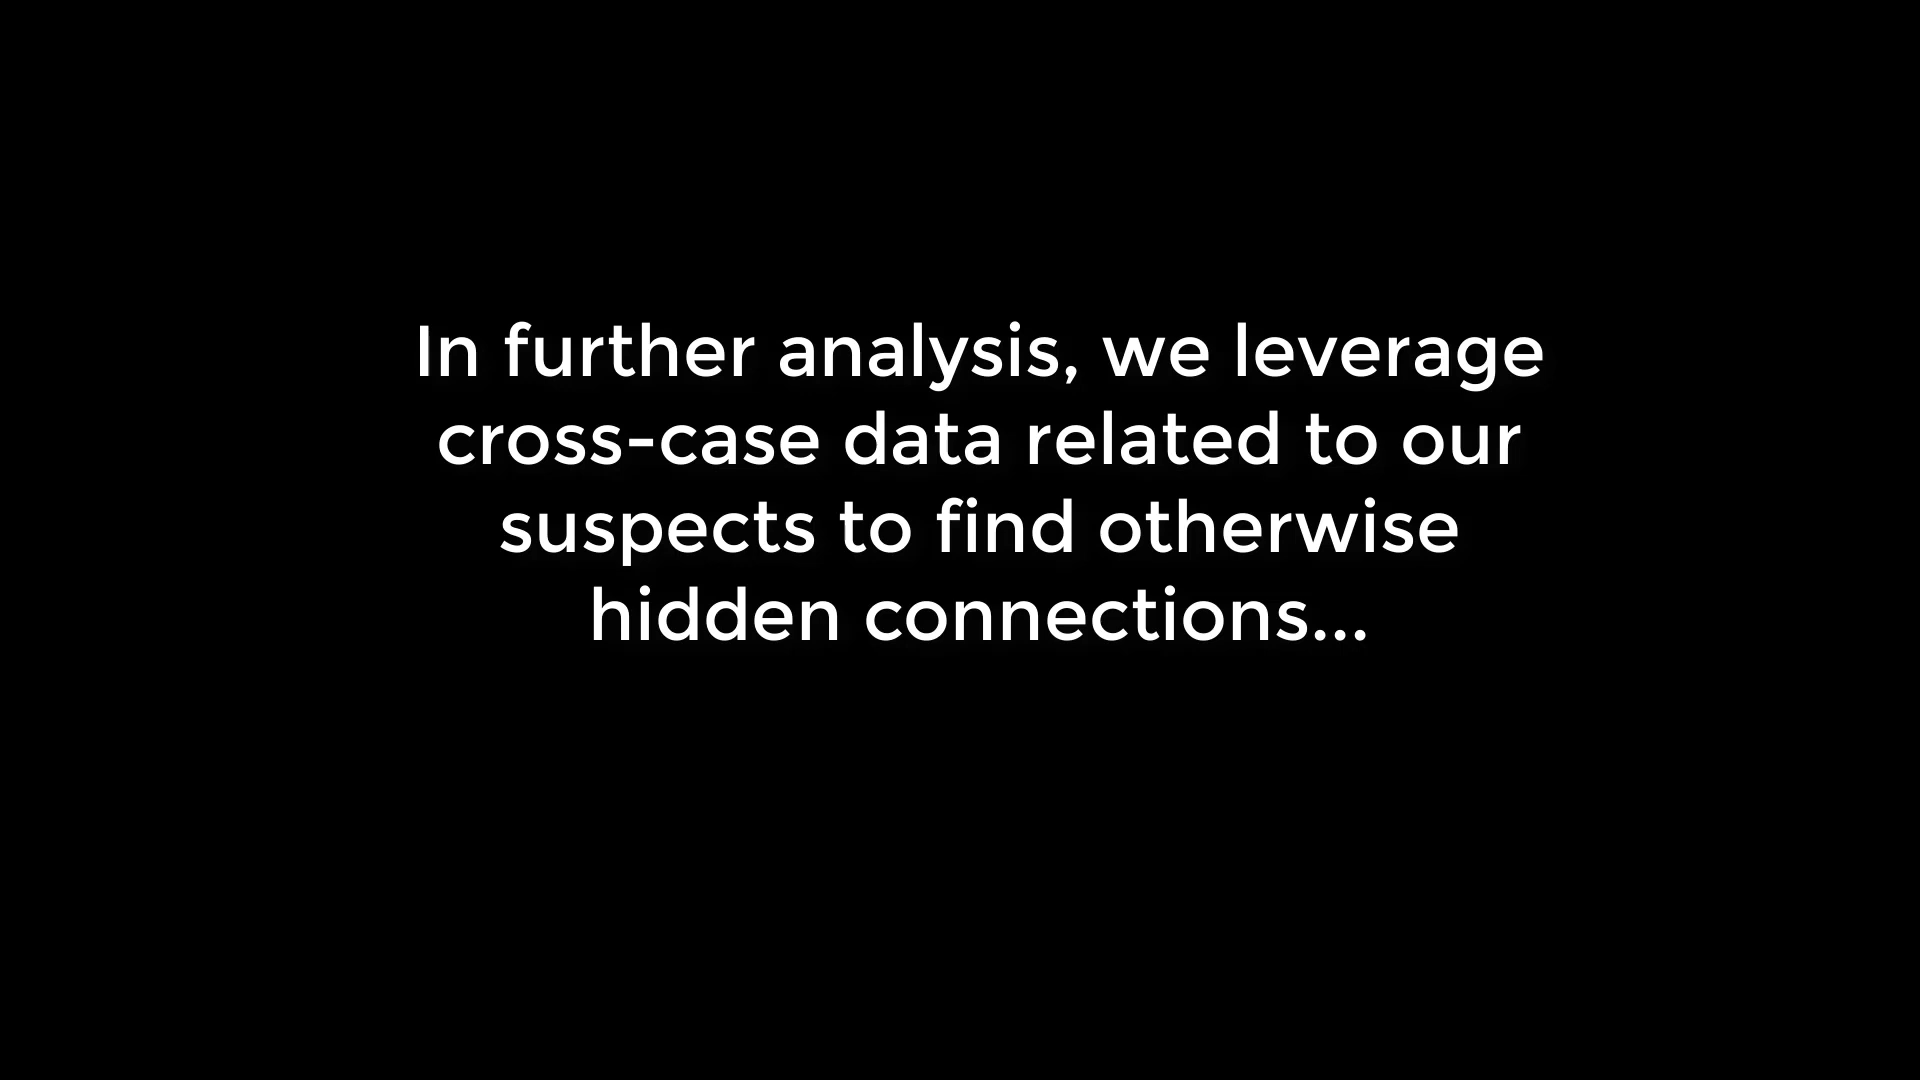 In further analysis, we leverage
cross-case data related to our
suspects to find otherwise
hidden connections...